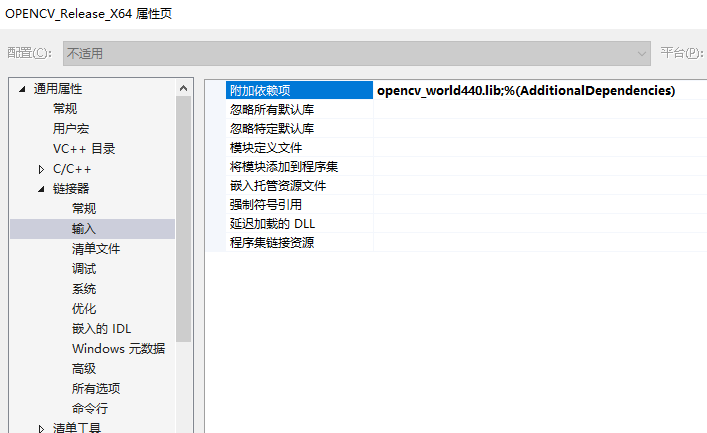 OPENCV_Release_X64 属性页
配置(C): 不适用 平台(P):
通用属性
常规
用户宏
VC++ 目录
C/C++
链接器
常规
输入
清单文件
调试
系统
优化
嵌入的 IDL
Windows 元数据
高级
所有选项
命令行
清单工具
附加依赖项 opencv_world440.lib;%(AdditionalDependencies)
忽略所有默认库
忽略特定默认库
模块定义文件
将模块添加到程序集
嵌入托管资源文件
强制符号引用
延迟加载的 DLL
程序集链接资源